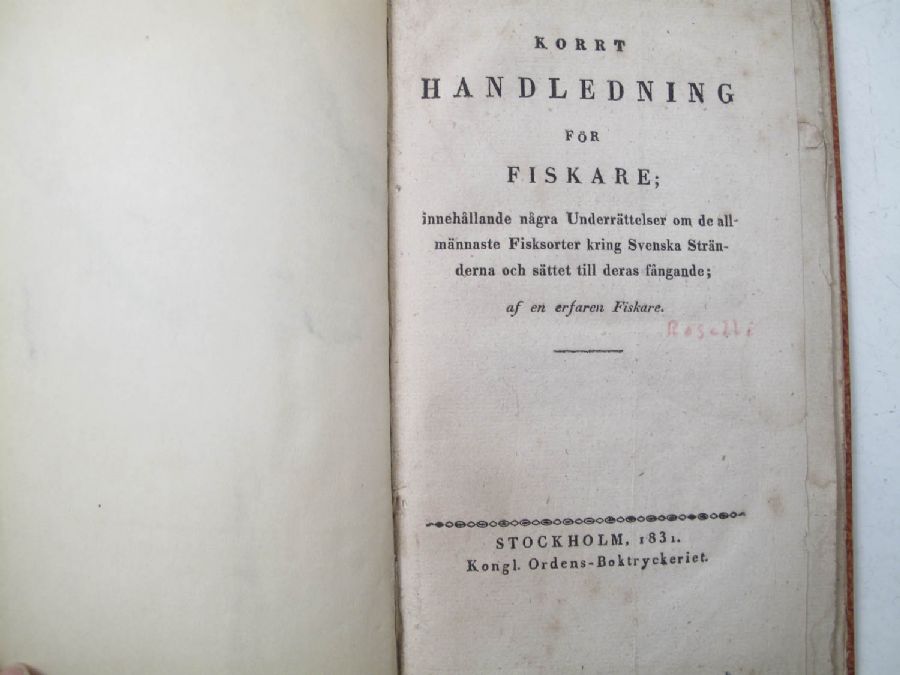 KORRT
HANDLEDNING
FÖR
FISKARE;
innehållande några Underrättelser om de all-
männaste Fisksorter kring Svenska Strän-
derna och sättet till deras fångande;
af en erfaren Fiskare.
STOCKHOLM, 1831.
Kongl. Ordens-Boktryckeriet.